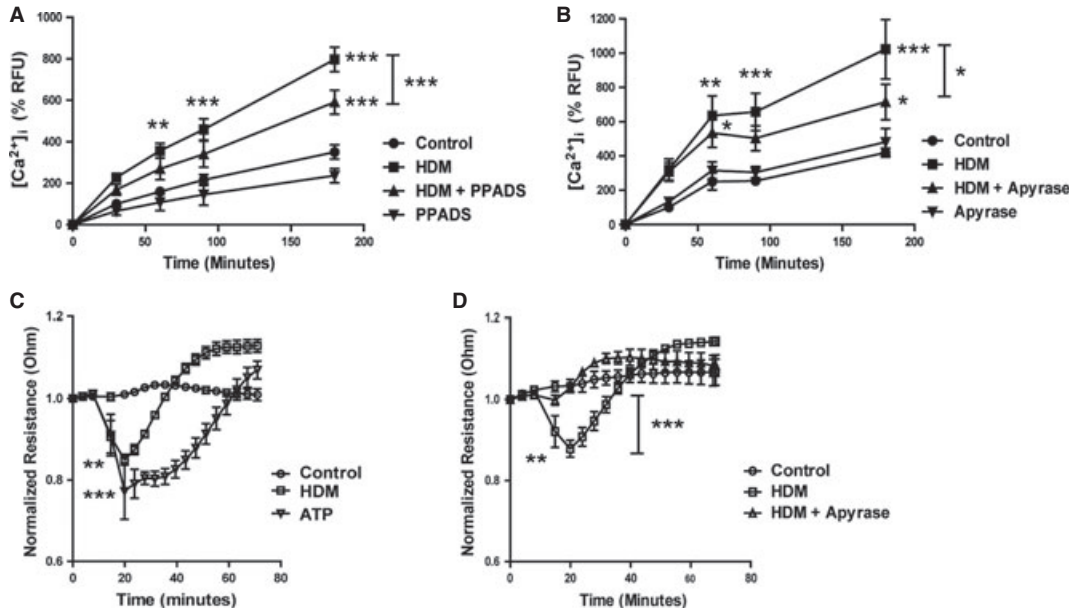 A
[Ca2+]i (% RFU)
1000
800
600
400
200
0
0 50 100 150 200
Time (Minutes)
**
***
***
***
***
Control
HDM
HDM + PPADS
PPADS
B
[Ca2+]i (% RFU)
1200
1000
800
600
400
200
0
0 50 100 150 200
Time (Minutes)
**
***
***
*
*
*
Control
HDM
HDM + Apyrase
Apyrase
C
Normalized Resistance (Ohm)
1.2
1.0
0.8
0.6
0 20 40 60 80
Time (minutes)
**
***
Control
HDM
ATP
D
Normalized Resistance (Ohm)
1.2
1.0
0.8
0.6
0 20 40 60 80
Time (Minutes)
**
***
Control
HDM
HDM + Apyrase